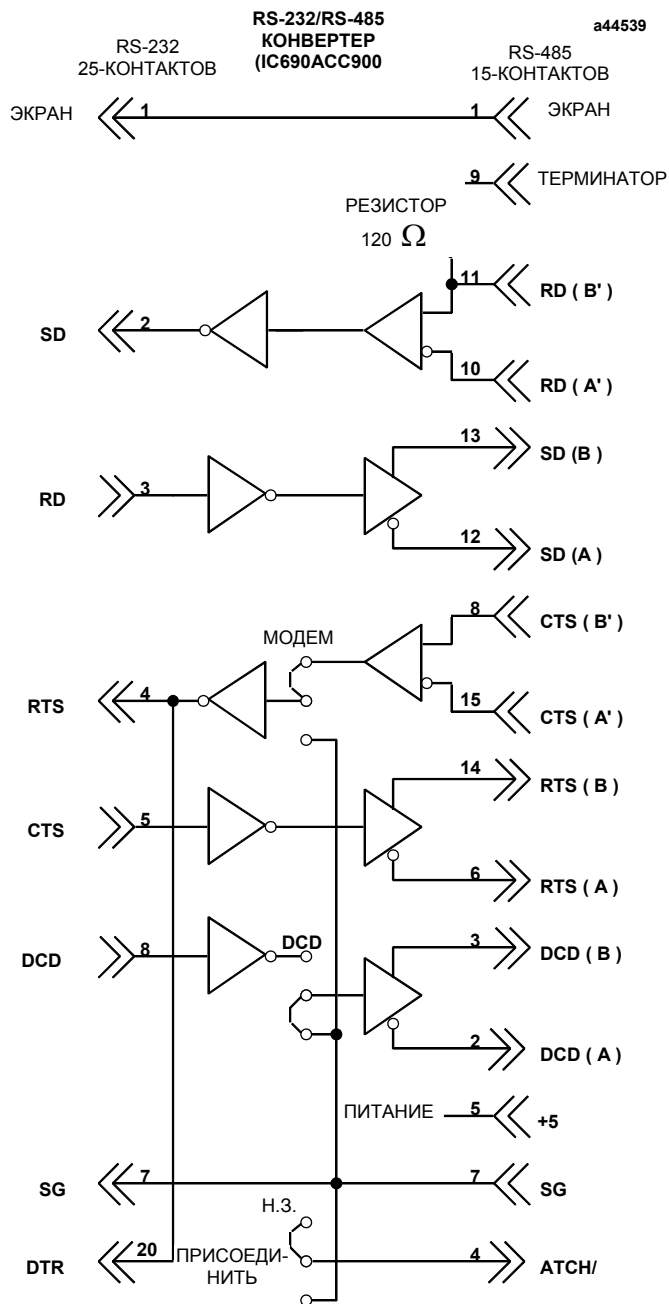 RS-232/RS-485
КОНВЕРТЕР
(IC690ACC900
a44539
RS-232
25-КОНТАКТОВ
RS-485
15-КОНТАКТОВ
ЭКРАН 1 1 ЭКРАН
9 ТЕРМИНАТОР
РЕЗИСТОР
120 Ω
11 RD ( B' )
SD 2
10 RD ( A' )
13 SD (B)
RD 3
12 SD (A)
8 CTS ( B' )
МОДЕМ
RTS 4
15 CTS ( A' )
14 RTS ( B )
CTS 5
6 RTS ( A )
DCD 8 DCD 3 DCD ( B )
2 DCD ( A )
ПИТАНИЕ 5 +5
SG 7 7 SG
Н.З.
DTR 20 ПРИСОЕДИ-
НИТЬ
4 ATCH/